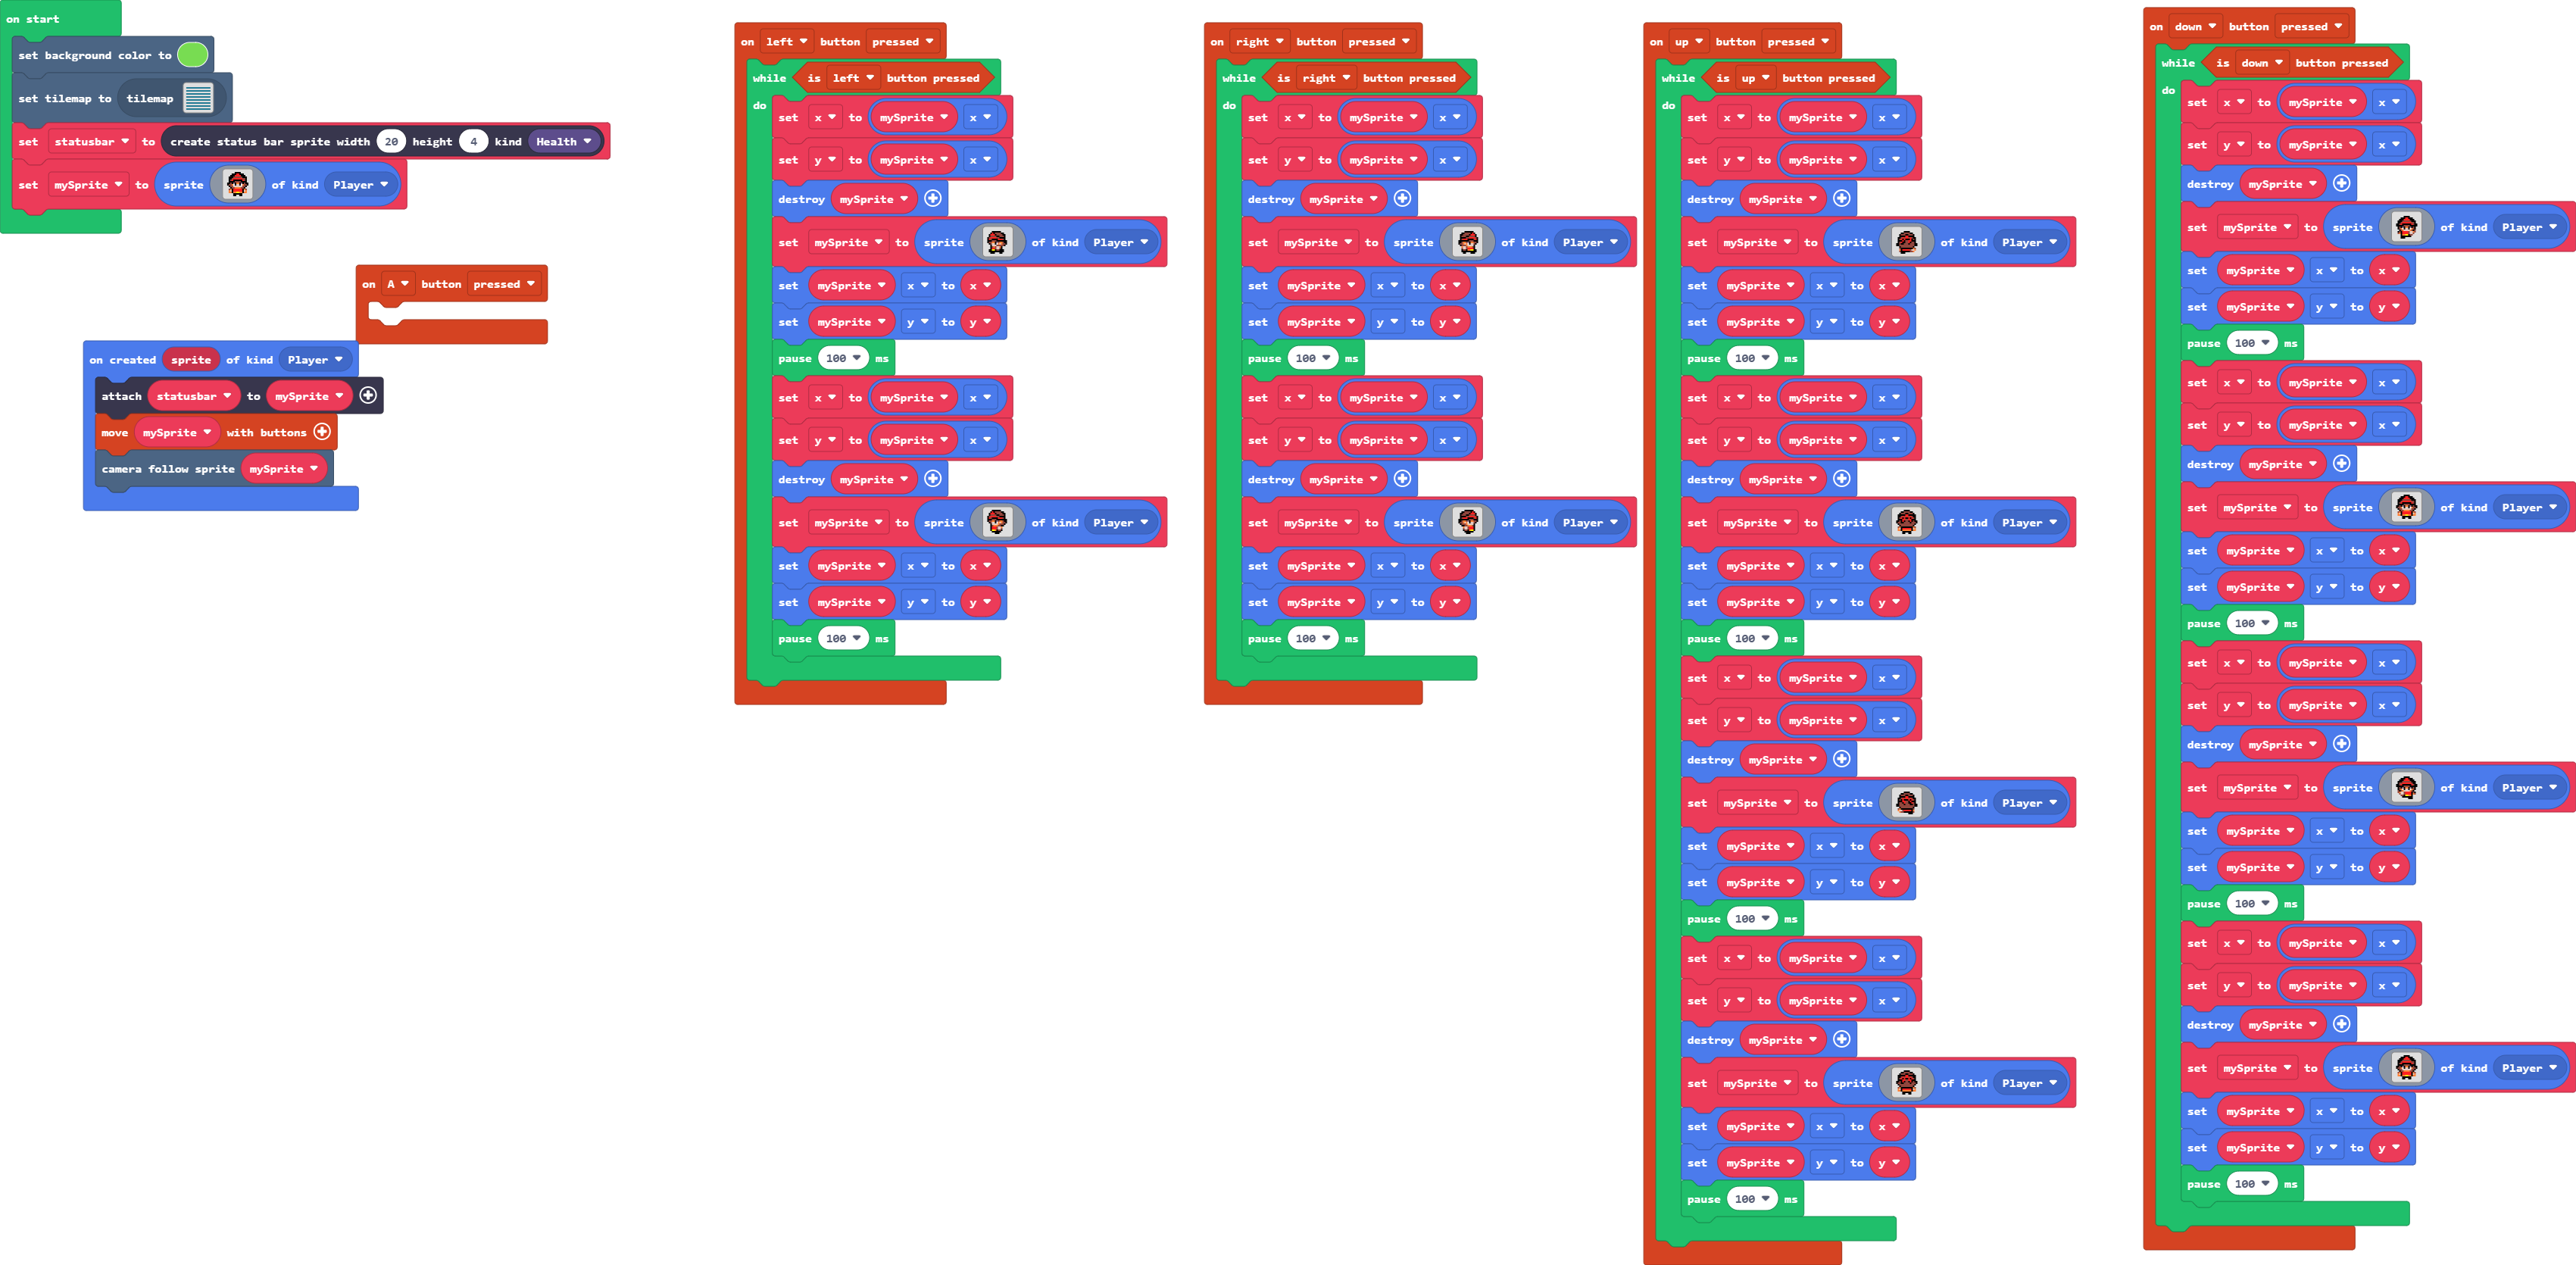 on start
set background color to
set tilemap to tilemap
set statusbar to create status bar sprite width 20 height 4 kind Health
set mySprite to sprite of kind Player
on A button pressed
on created sprite of kind Player
attach statusbar to mySprite
move mySprite with buttons
camera follow sprite mySprite
on left button pressed
while is left button pressed
do
set x to mySprite x
set y to mySprite x
destroy mySprite
set mySprite to sprite of kind Player
set mySprite x to x
set mySprite y to y
pause 100 ms
set x to mySprite x
set y to mySprite x
destroy mySprite
set mySprite to sprite of kind Player
set mySprite x to x
set mySprite y to y
pause 100 ms
on right button pressed
while is right button pressed
do
set x to mySprite x
set y to mySprite x
destroy mySprite
set mySprite to sprite of kind Player
set mySprite x to x
set mySprite y to y
pause 100 ms
set x to mySprite x
set y to mySprite x
destroy mySprite
set mySprite to sprite of kind Player
set mySprite x to x
set mySprite y to y
pause 100 ms
on up button pressed
while is up button pressed
do
set x to mySprite x
set y to mySprite x
destroy mySprite
set mySprite to sprite of kind Player
set mySprite x to x
set mySprite y to y
pause 100 ms
set x to mySprite x
set y to mySprite x
destroy mySprite
set mySprite to sprite of kind Player
set mySprite x to x
set mySprite y to y
pause 100 ms
set x to mySprite x
set y to mySprite x
destroy mySprite
set mySprite to sprite of kind Player
set mySprite x to x
set mySprite y to y
pause 100 ms
set x to mySprite x
set y to mySprite x
destroy mySprite
set mySprite to sprite of kind Player
set mySprite x to x
set mySprite y to y
pause 100 ms
on down button pressed
while is down button pressed
do
set x to mySprite x
set y to mySprite x
destroy mySprite
set mySprite to sprite of kind Player
set mySprite x to x
set mySprite y to y
pause 100 ms
set x to mySprite x
set y to mySprite x
destroy mySprite
set mySprite to sprite of kind Player
set mySprite x to x
set mySprite y to y
pause 100 ms
set x to mySprite x
set y to mySprite x
destroy mySprite
set mySprite to sprite of kind Player
set mySprite x to x
set mySprite y to y
pause 100 ms
set x to mySprite x
set y to mySprite x
destroy mySprite
set mySprite to sprite of kind Player
set mySprite x to x
set mySprite y to y
pause 100 ms